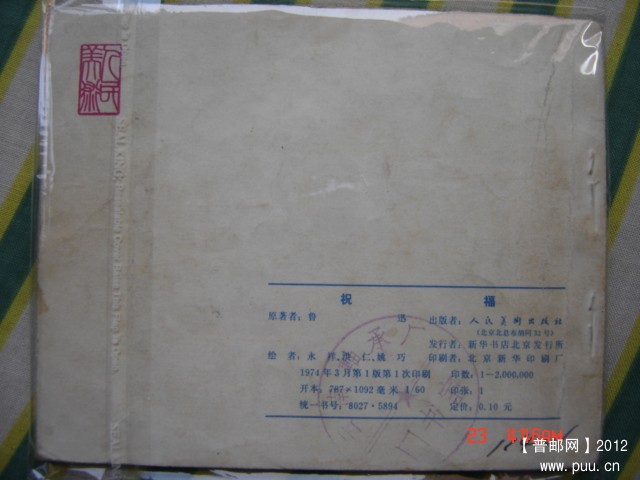 人民
美术
祝 福
原著者：鲁 迅 出版者：人民美术出版社
（北京北总布胡同32号）
发行者：新华书店北京发行所
绘 者：永祥、洪仁、姚巧 印刷者：北京新华印刷厂
1974年3月第1版第1次印刷 印数：1—2,000,000
开本：787×1092毫米 1/60 印张：1
统一书号：8027·5894 定价：0.10元
【普邮网】2012
www.puu.cn